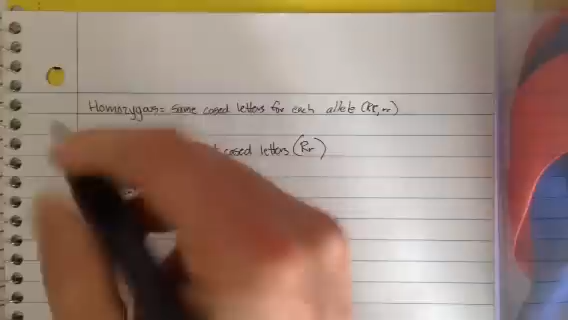 Homozygous = Same cased letters for each allele (RR, rr)
cased letters (Rr)